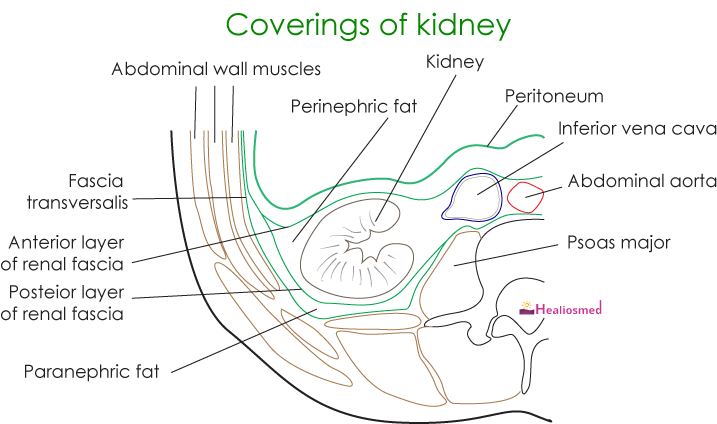 Coverings of kidney
Abdominal wall muscles
Kidney
Perinephric fat
Peritoneum
Inferior vena cava
Abdominal aorta
Fascia
transversalis
Psoas major
Anterior layer
of renal fascia
Posteior layer
of renal fascia
Healiosmed
Paranephric fat